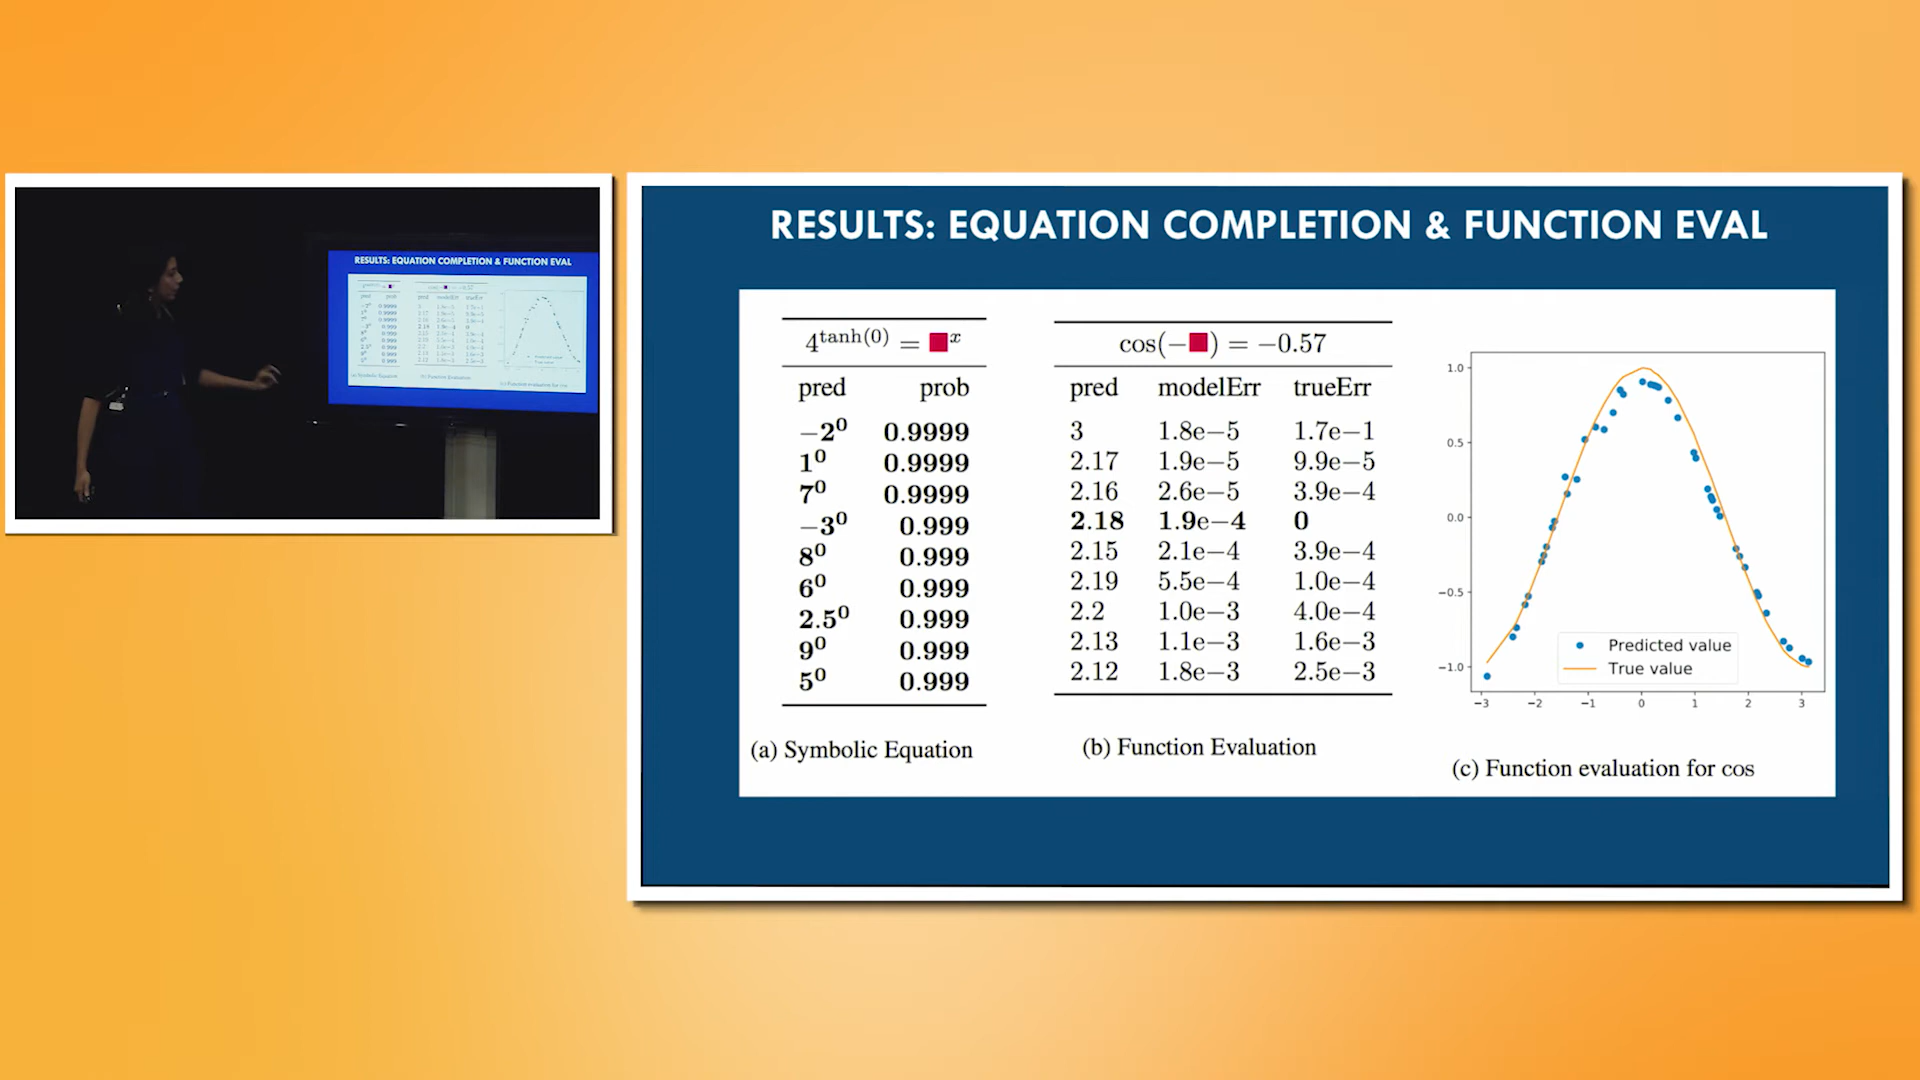 RESULTS: EQUATION COMPLETION & FUNCTION EVAL
RESULTS: EQUATION COMPLETION & FUNCTION EVAL
4^tanh(0) = ■^x
pred prob
−2^0 0.9999
1^0 0.9999
7^0 0.9999
−3^0 0.999
8^0 0.999
6^0 0.999
2.5^0 0.999
9^0 0.999
5^0 0.999
(a) Symbolic Equation
cos(−■) = −0.57
pred modelErr trueErr
3 1.8e−5 1.7e−1
2.17 1.9e−5 9.9e−5
2.16 2.6e−5 3.9e−4
2.18 1.9e−4 0
2.15 2.1e−4 3.9e−4
2.19 5.5e−4 1.0e−4
2.2 1.0e−3 4.0e−4
2.13 1.1e−3 1.6e−3
2.12 1.8e−3 2.5e−3
(b) Function Evaluation
1.0
0.5
0.0
−0.5
−1.0
Predicted value
True value
−3 −2 −1 0 1 2 3
(c) Function evaluation for cos